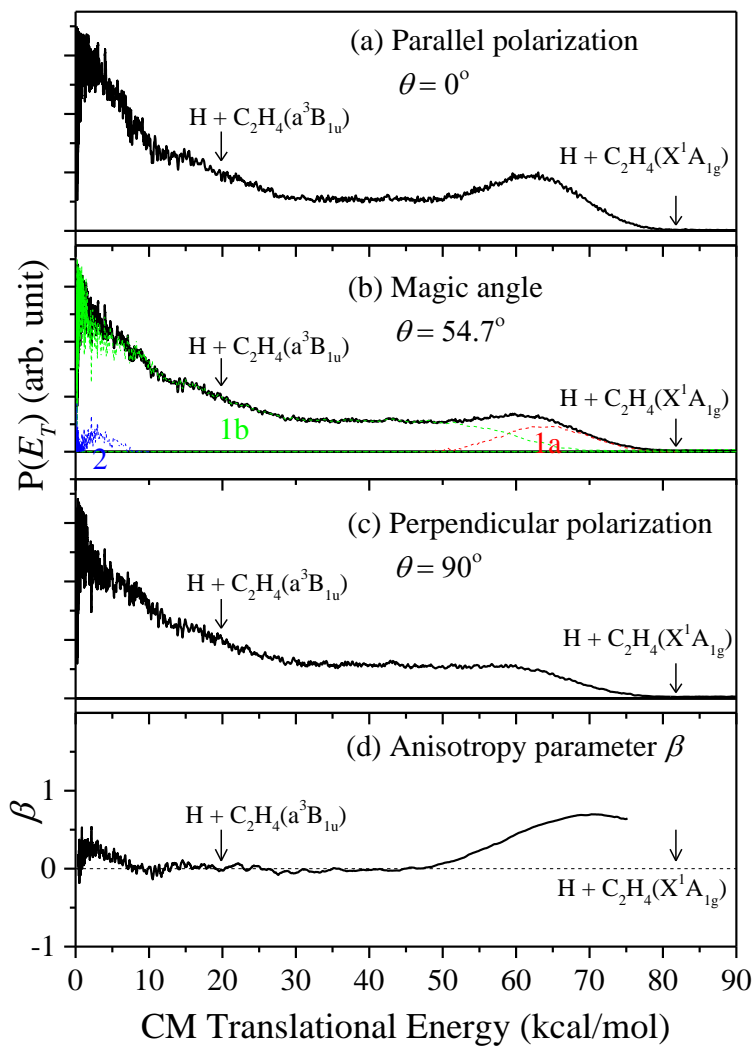 (a) Parallel polarization
θ = 0°
H + C₂H₄(a³B₁ᵤ)
H + C₂H₄(X¹A₁g)
(b) Magic angle
θ = 54.7°
H + C₂H₄(a³B₁ᵤ)
H + C₂H₄(X¹A₁g)
1b
1a
2
P(E_T) (arb. unit)
(c) Perpendicular polarization
θ = 90°
H + C₂H₄(a³B₁ᵤ)
H + C₂H₄(X¹A₁g)
(d) Anisotropy parameter β
H + C₂H₄(a³B₁ᵤ)
H + C₂H₄(X¹A₁g)
β
1
0
-1
0 10 20 30 40 50 60 70 80 90
CM Translational Energy (kcal/mol)